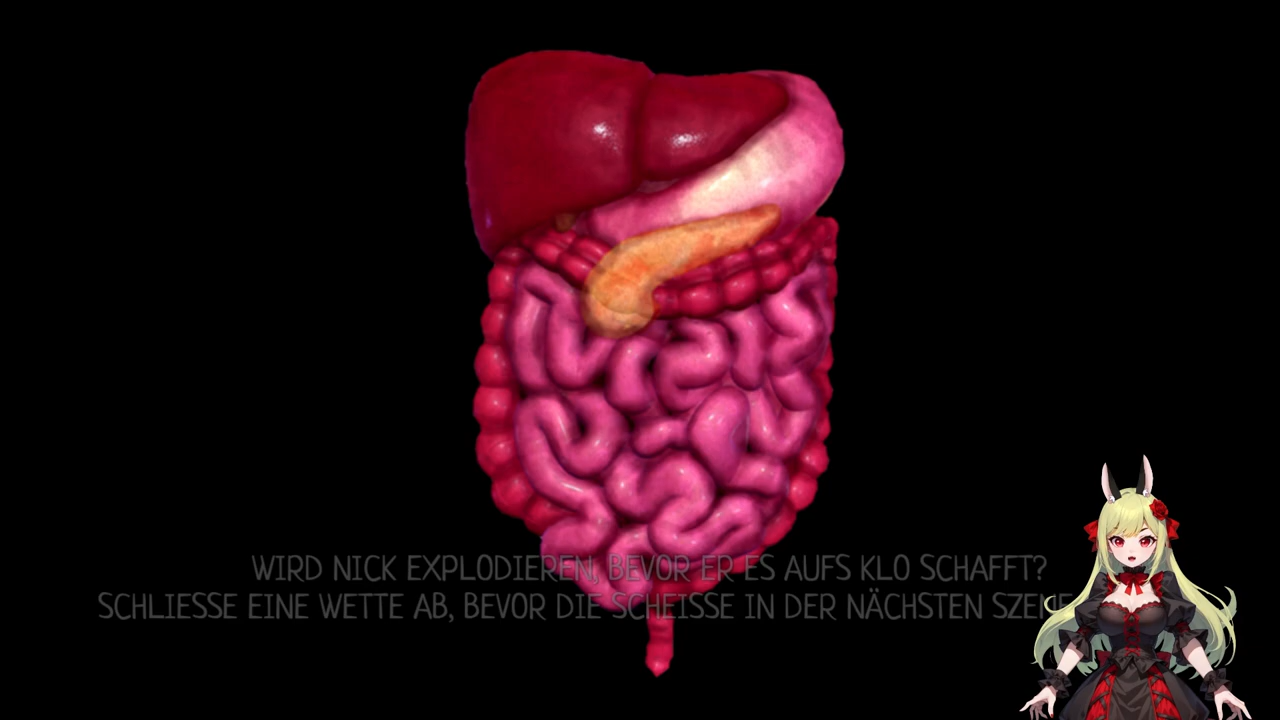 WIRD NICK EXPLODIEREN, BEVOR ER ES AUFS KLO SCHAFFT?
SCHLIESSE EINE WETTE AB, BEVOR DIE SCHEISSE IN DER NÄCHSTEN SZENE